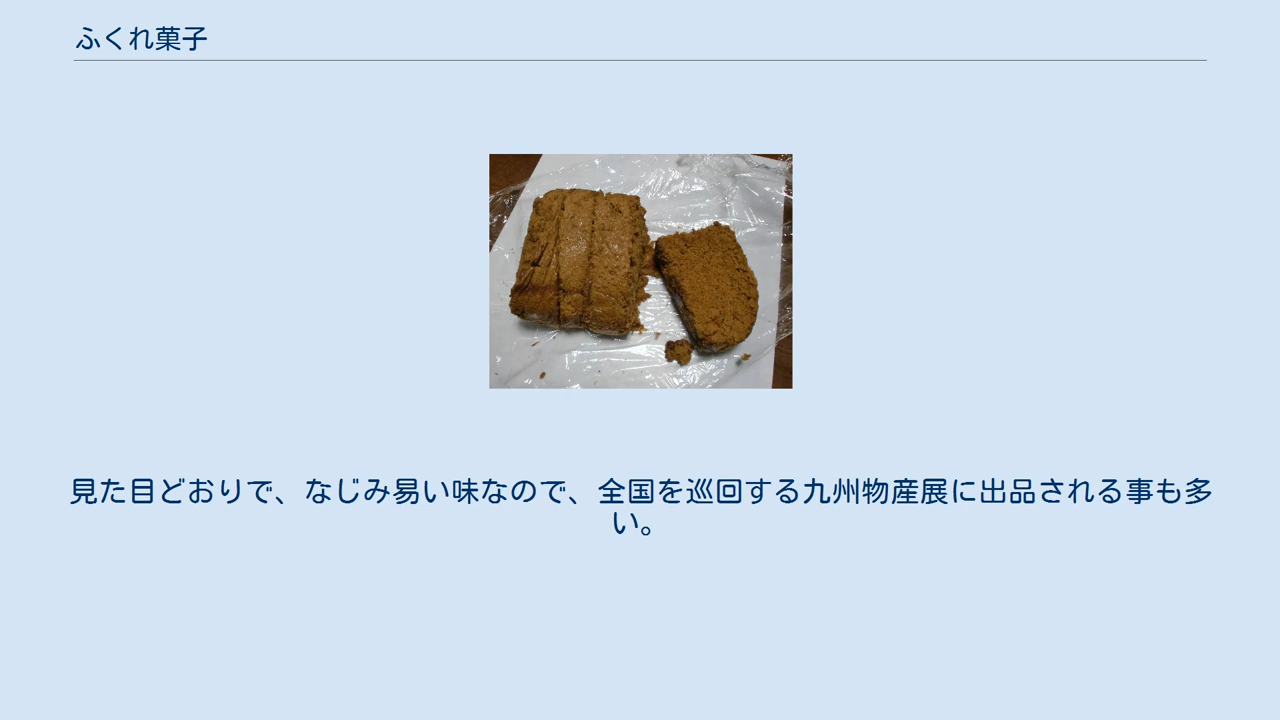 ふくれ菓子
見た目どおりで、なじみ易い味なので、全国を巡回する九州物産展に出品される事も多
い。